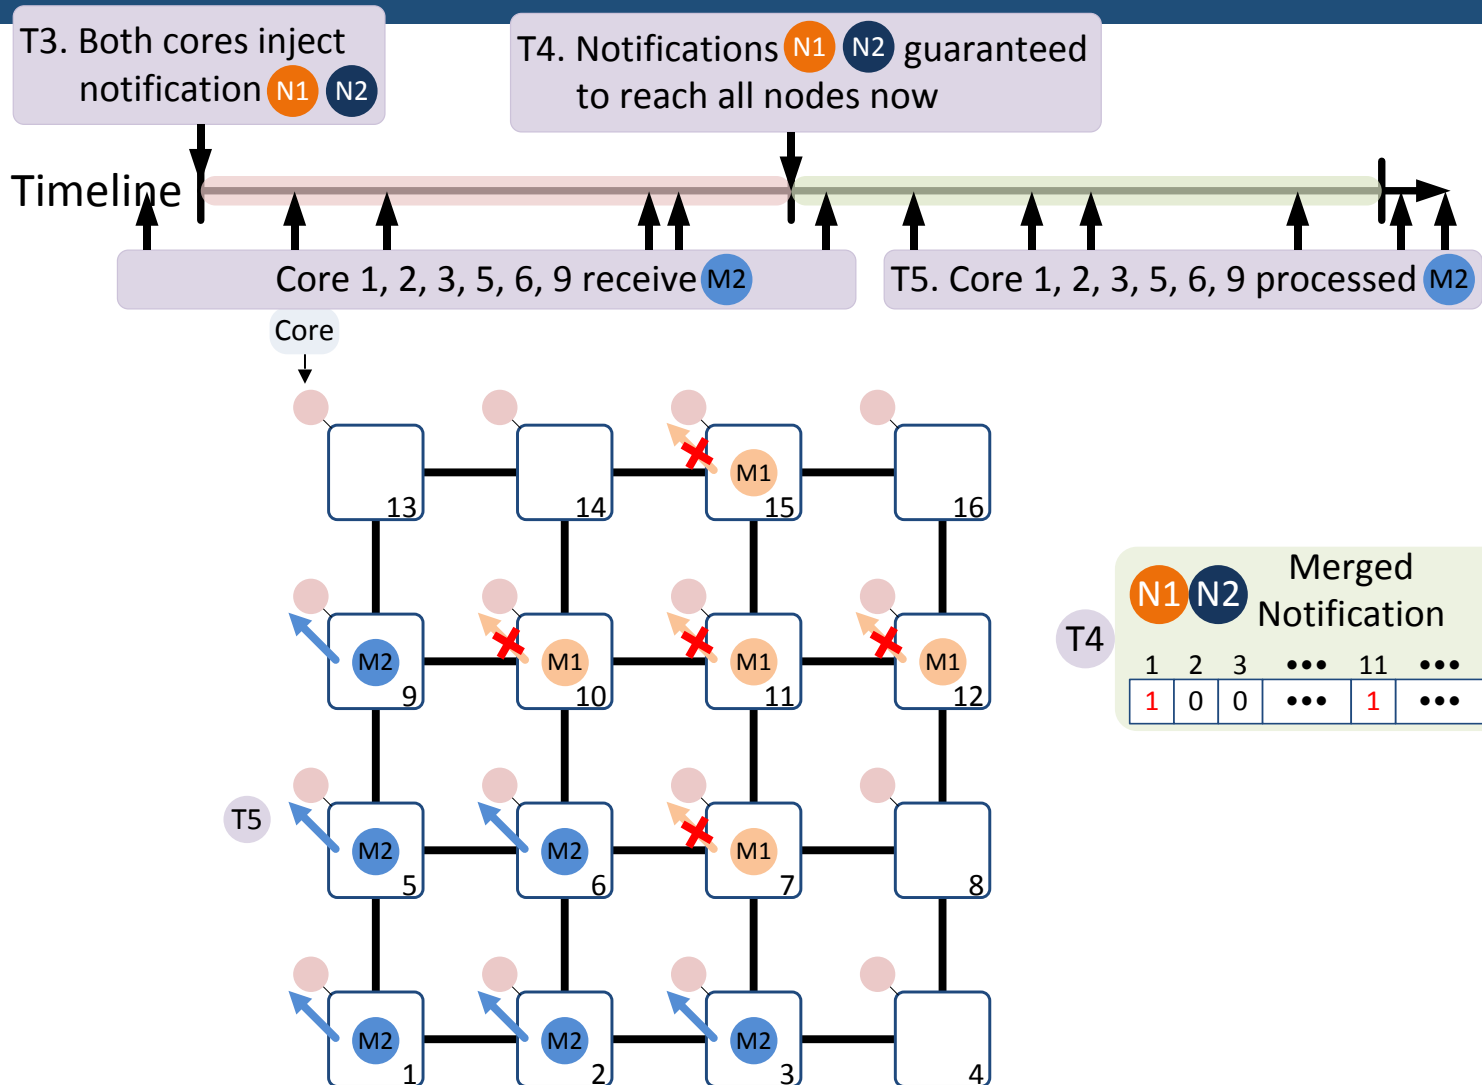 T3. Both cores inject
notification N1 N2
T4. Notifications N1 N2 guaranteed
to reach all nodes now
Timeline
Core 1, 2, 3, 5, 6, 9 receive M2
T5. Core 1, 2, 3, 5, 6, 9 processed M2
Core
M1
13
14
15
16
N1 N2 Merged
Notification
T4
1 2 3 ••• 11 •••
1 0 0 ••• 1 •••
M2
M1
M1
M1
9
10
11
12
T5
M2
M2
M1
5
6
7
8
M2
M2
M2
1
2
3
4